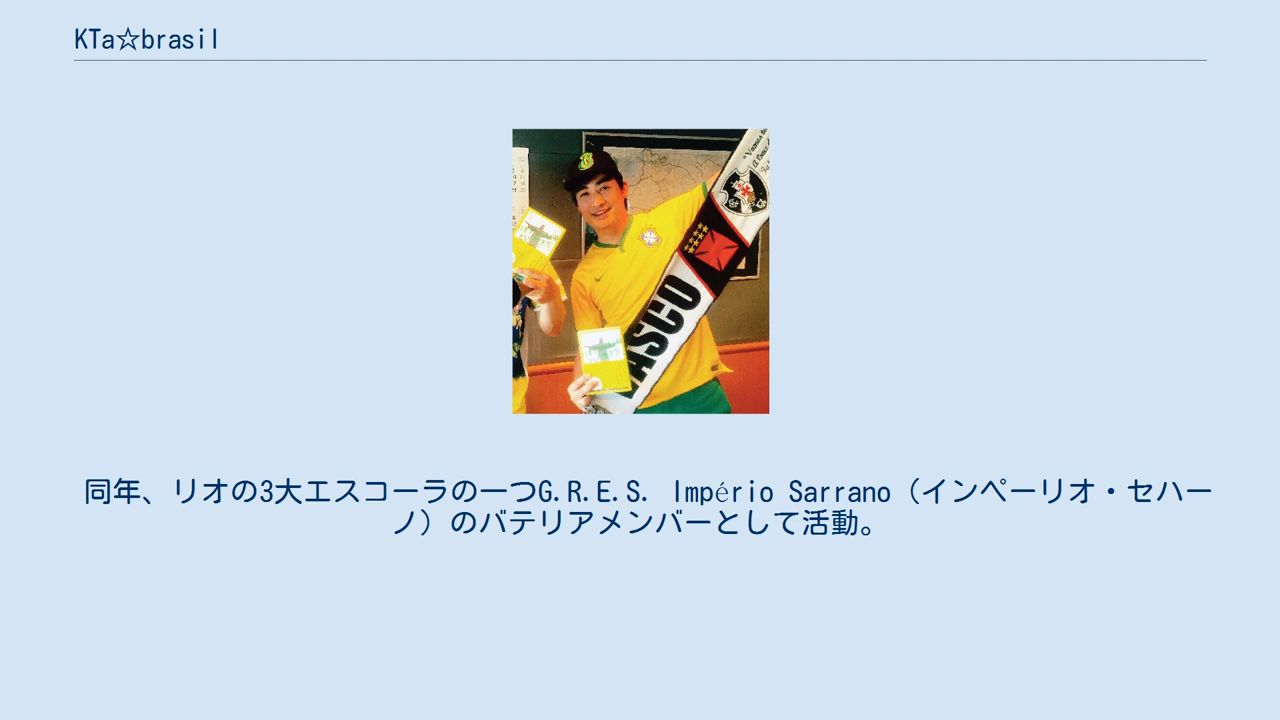 KTa☆brasil
VASCO
同年、リオの3大エスコーラの一つG.R.E.S. Império Sarrano（インペーリオ・セハー
ノ）のバテリアメンバーとして活動。